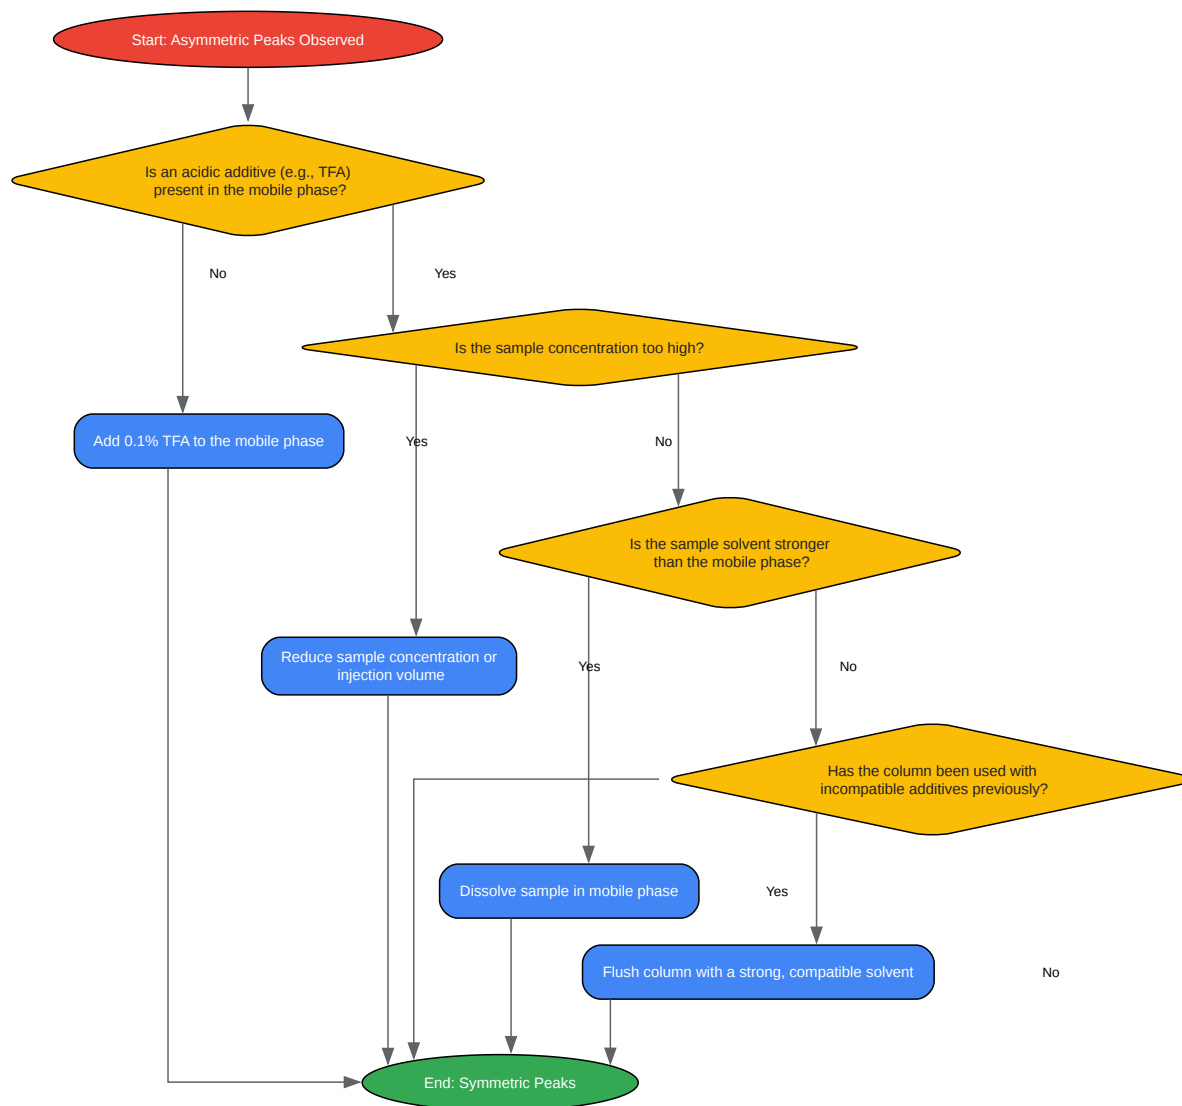 Start: Asymmetric Peaks Observed
Is an acidic additive (e.g., TFA)
present in the mobile phase?
No
Yes
Is the sample concentration too high?
Add 0.1% TFA to the mobile phase
Yes
No
Is the sample solvent stronger
than the mobile phase?
Reduce sample concentration or
injection volume
Yes
No
Has the column been used with
incompatible additives previously?
Dissolve sample in mobile phase
Yes
Flush column with a strong, compatible solvent
No
End: Symmetric Peaks